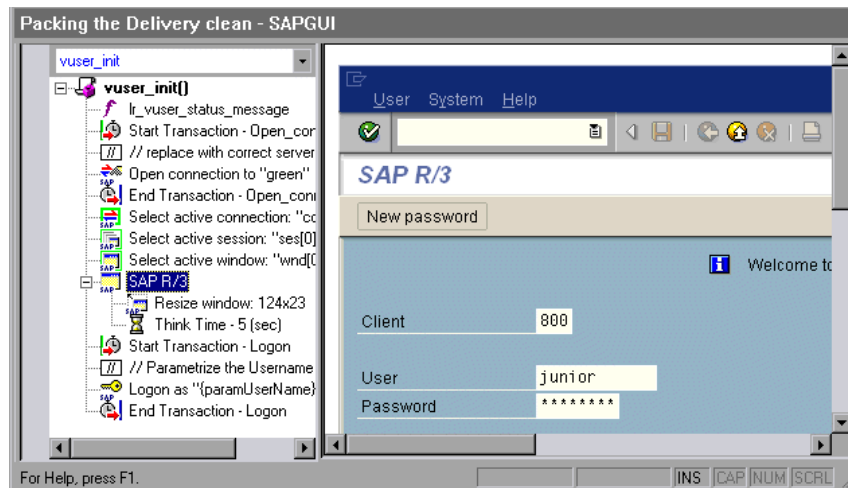 Packing the Delivery clean - SAPGUI
vuser_init
vuser_init()
lr_vuser_status_message
Start Transaction - Open_cor
// // replace with correct server
Open connection to "green"
End Transaction - Open_con
Select active connection: "cc
Select active session: "ses[0]
Select active window: "wnd[0
SAP R/3
Resize window: 124x23
Think Time - 5 (sec)
Start Transaction - Logon
// // Parametrize the Username
Logon as "{paramUserName}
End Transaction - Logon
User System Help
SAP R/3
New password
Welcome to
Client 800
User junior
Password ********
For Help, press F1.
INS CAP NUM SCRL